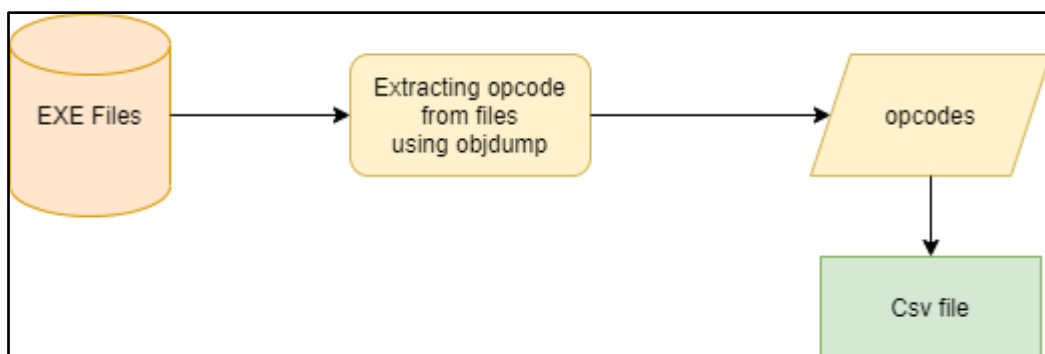 EXE Files
Extracting opcode
from files
using objdump
opcodes
Csv file